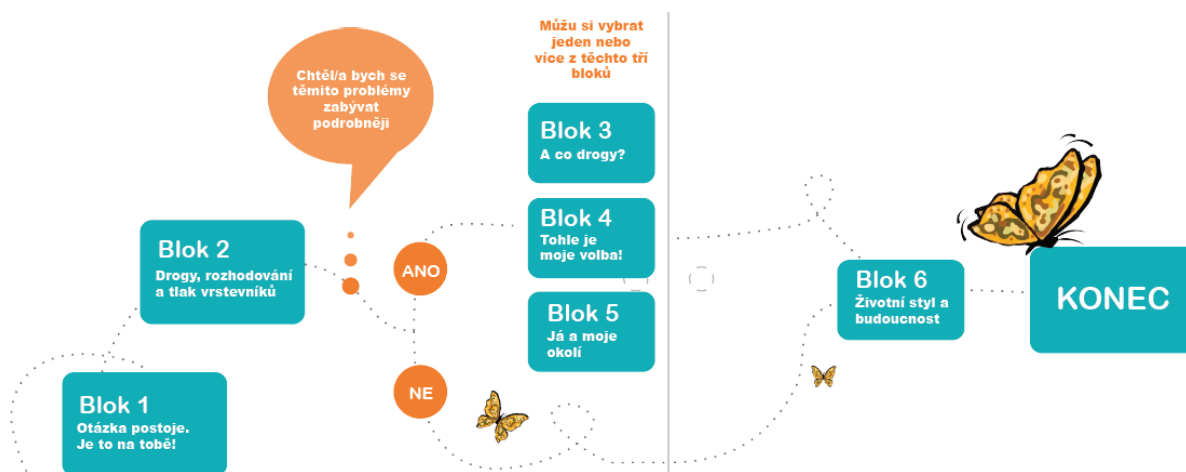 Můžu si vybrat
jeden nebo
více z těchto tří
bloků
Chtěl/a bych se
těmito problémy
zabývat
podrobněji
Blok 3
A co drogy?
Blok 4
Tohle je
moje volba!
Blok 2
Drogy, rozhodování
a tlak vrstevníků
ANO
Blok 6
Životní styl a
budoucnost
KONEC
Blok 5
Já a moje
okolí
NE
Blok 1
Otázka postoje.
Je to na tobě!